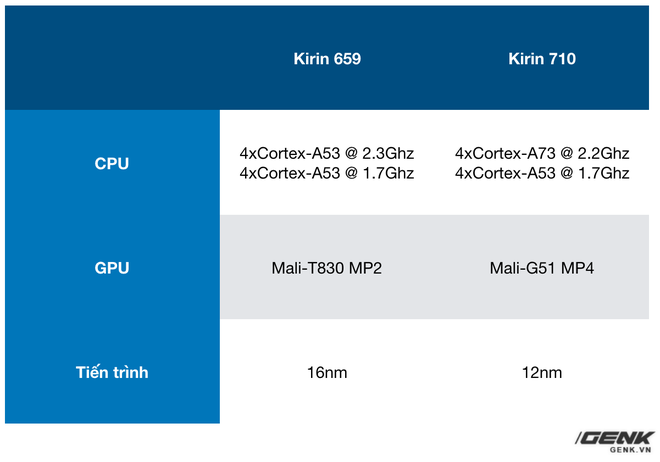 Kirin 659
Kirin 710
CPU
4xCortex-A53 @ 2.3Ghz
4xCortex-A53 @ 1.7Ghz
4xCortex-A73 @ 2.2Ghz
4xCortex-A53 @ 1.7Ghz
GPU
Mali-T830 MP2
Mali-G51 MP4
Tiến trình
16nm
12nm
GENK
GENK.VN